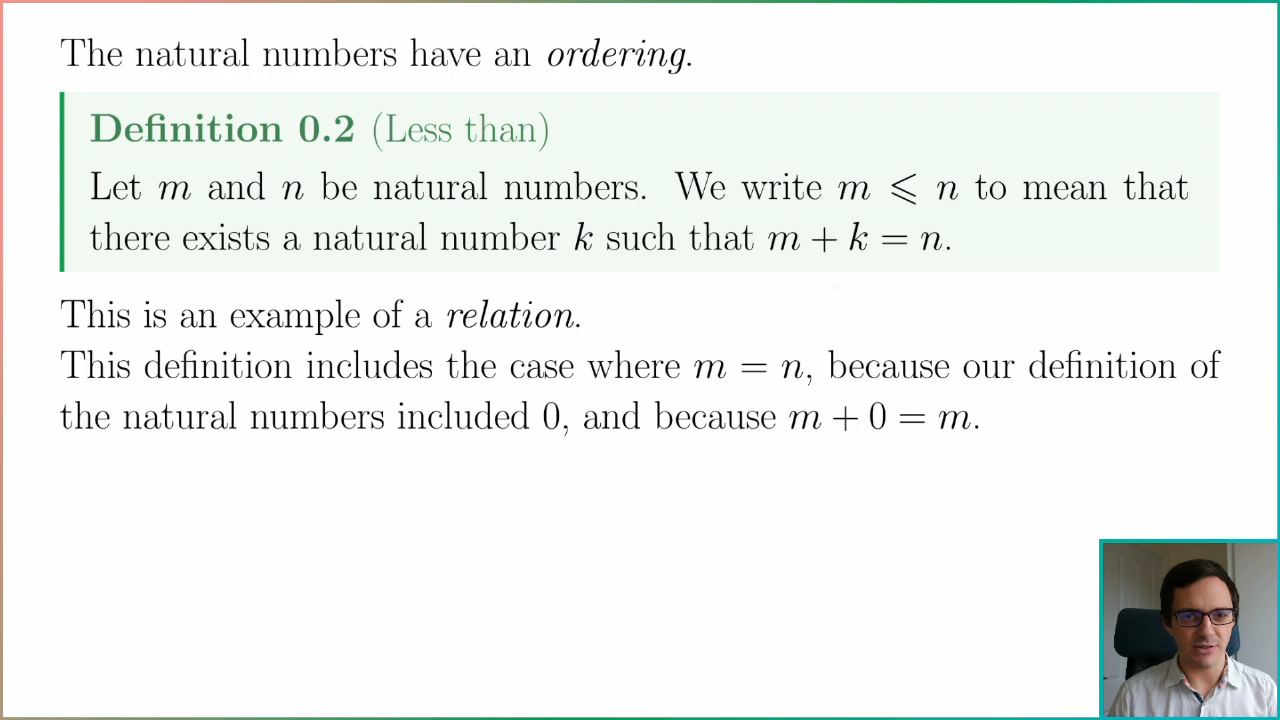 The natural numbers have an ordering.
Definition 0.2 (Less than)
Let m and n be natural numbers. We write m ⩽ n to mean that
there exists a natural number k such that m + k = n.
This is an example of a relation.
This definition includes the case where m = n, because our definition of
the natural numbers included 0, and because m + 0 = m.